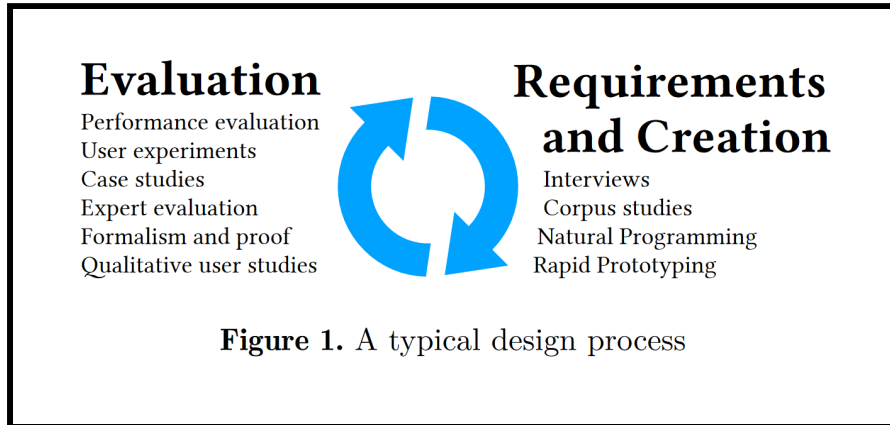 Evaluation
Performance evaluation
User experiments
Case studies
Expert evaluation
Formalism and proof
Qualitative user studies
Requirements
and Creation
Interviews
Corpus studies
Natural Programming
Rapid Prototyping
Figure 1. A typical design process